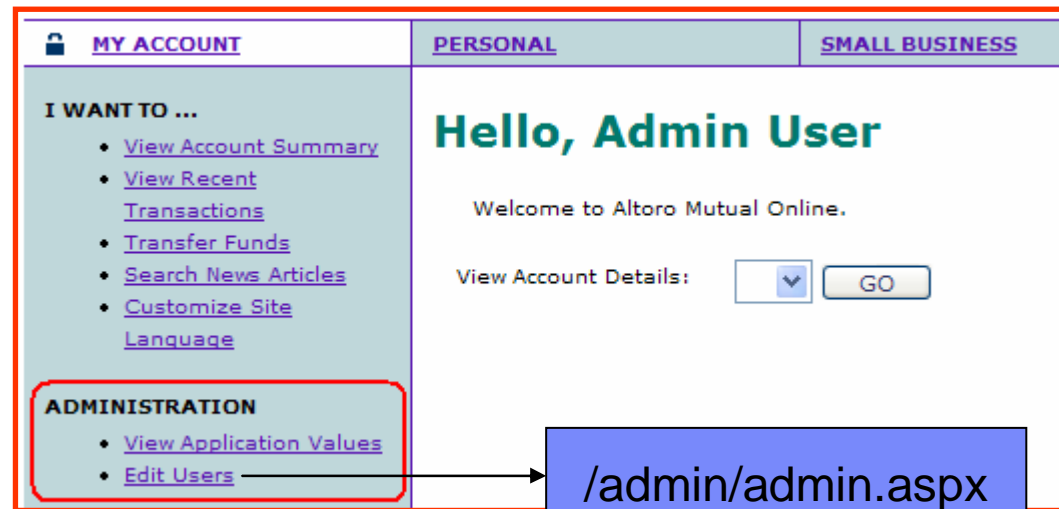 MY ACCOUNT
PERSONAL
SMALL BUSINESS
I WANT TO ...
View Account Summary
View Recent
Transactions
Transfer Funds
Search News Articles
Customize Site
Language
ADMINISTRATION
View Application Values
Edit Users
Hello, Admin User
Welcome to Altoro Mutual Online.
View Account Details:
GO
/admin/admin.aspx